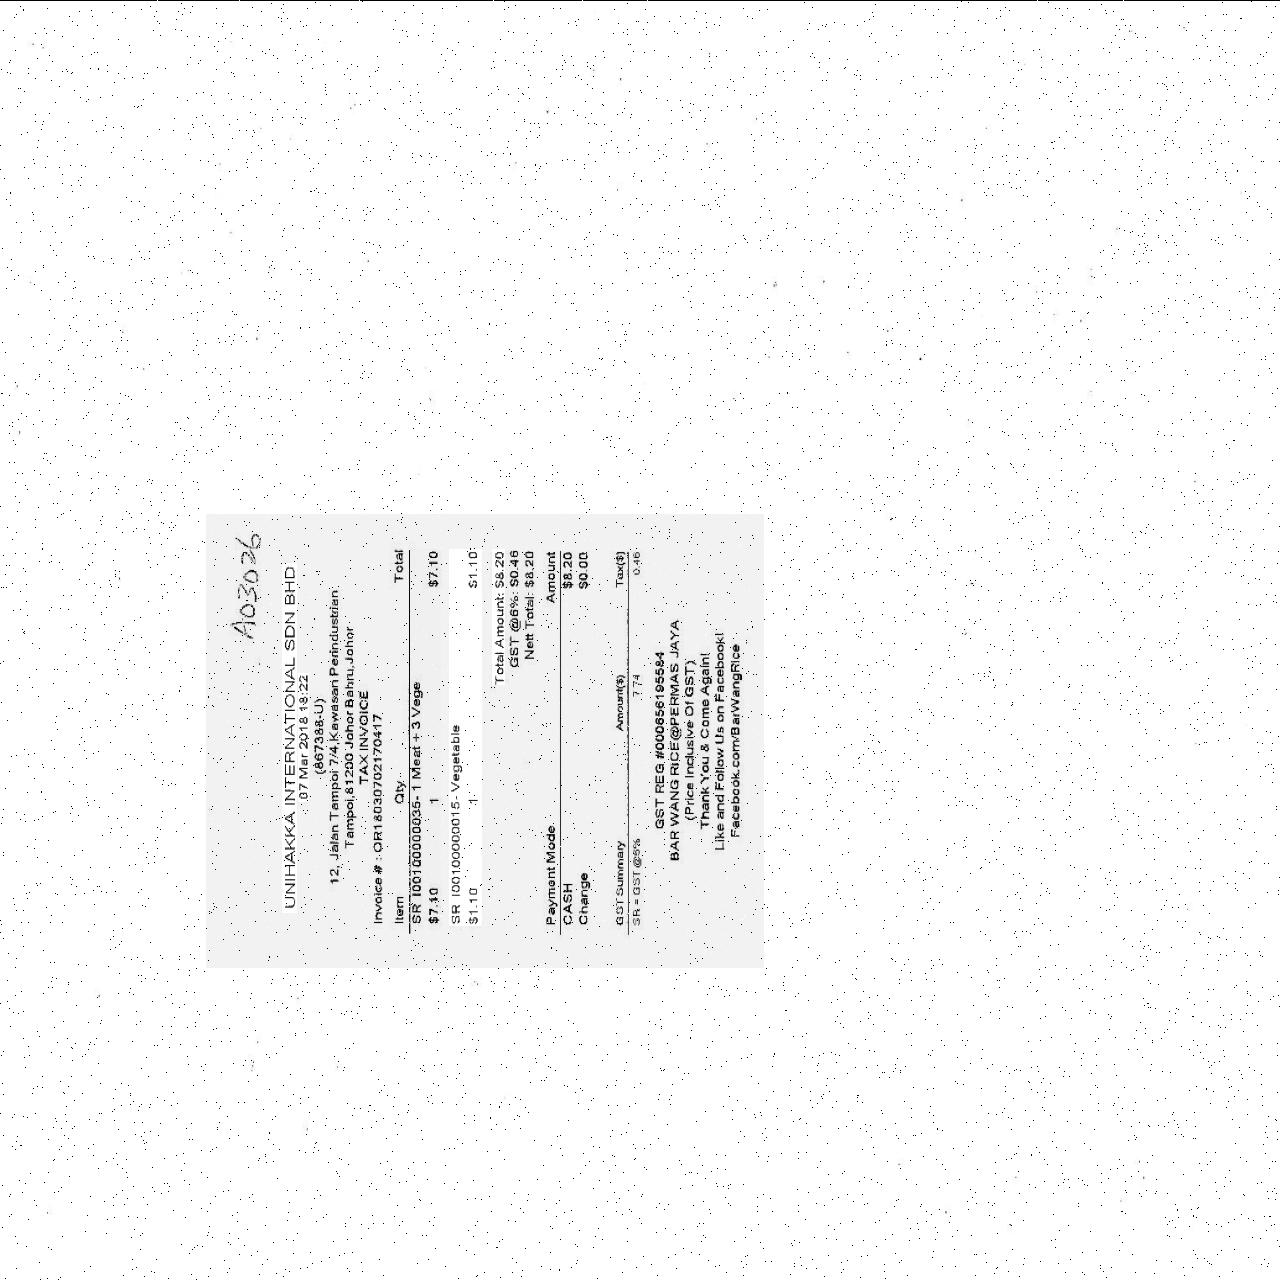 A03036
UNIHAKKA INTERNATIONAL SDN BHD
07 Mar 2018 18:22
(867388-U)
12, Jalan Tampoi 7/4,Kawasan Perindustrian
Tampoi,81200 Johor Bahru,Johor
TAX INVOICE
Invoice # : OR18030702170417
Item Qty Total
SR I00100000035- 1 Meat + 3 Vege
$7.10 1 $7.10
SR I00100000015- Vegetable
$1.10 1 $1.10
Total Amount: $8.20
GST @6%: $0.46
Nett Total: $8.20
Payment Mode Amount
CASH $8.20
Change $0.00
GST Summary Amount($) Tax($)
SR = GST @6% 7.74 0.46
GST REG #000656195584
BAR WANG RICE@PERMAS JAYA
(Price Inclusive Of GST)
Thank You & Come Again!
Like and Follow Us on Facebook!
Facebook.com/BarWangRice